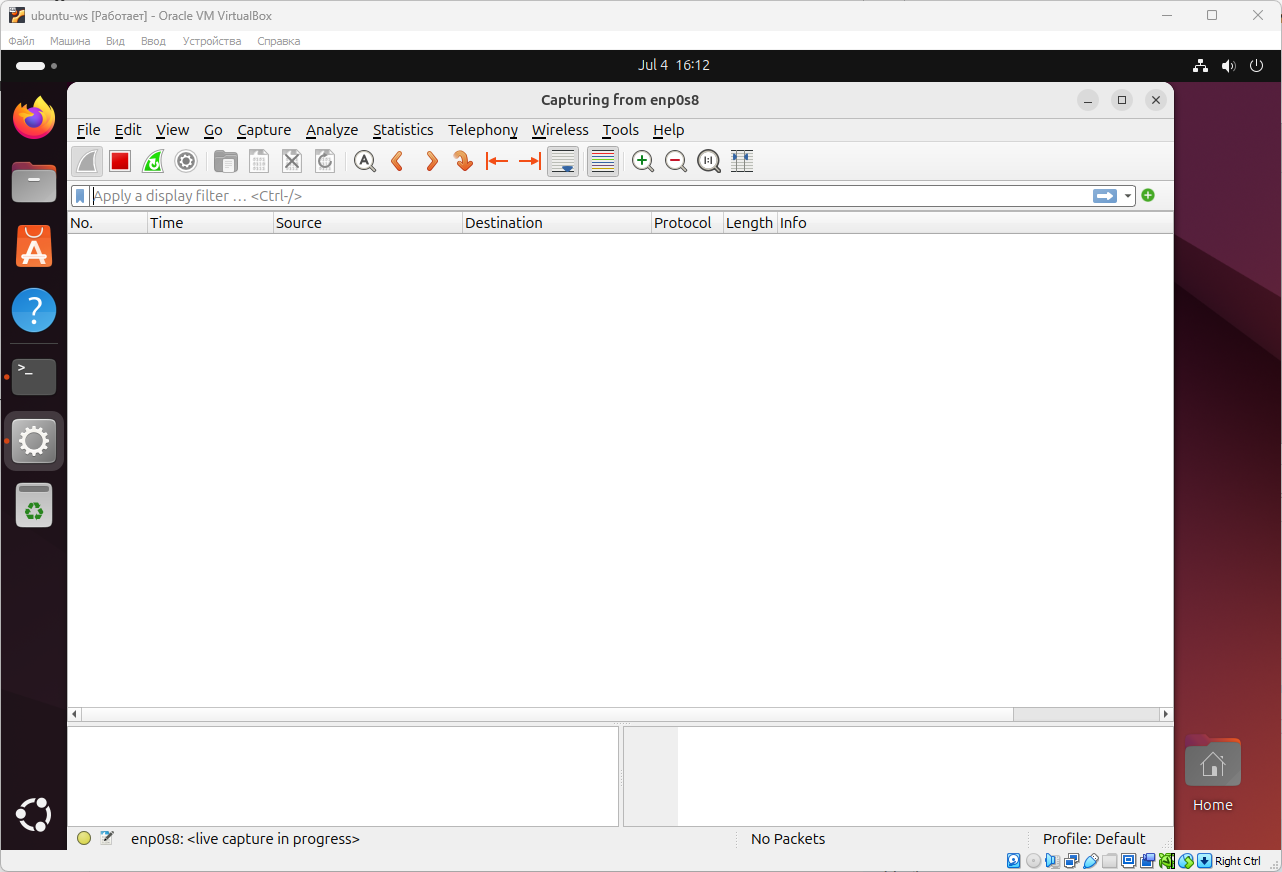 ubuntu-ws [Работает] - Oracle VM VirtualBox
Файл Машина Вид Ввод Устройства Справка
Jul 4 16:12
Capturing from enp0s8
File Edit View Go Capture Analyze Statistics Telephony Wireless Tools Help
Apply a display filter … <Ctrl-/>
No. Time Source Destination Protocol Length Info
Home
enp0s8: <live capture in progress> No Packets Profile: Default
Right Ctrl